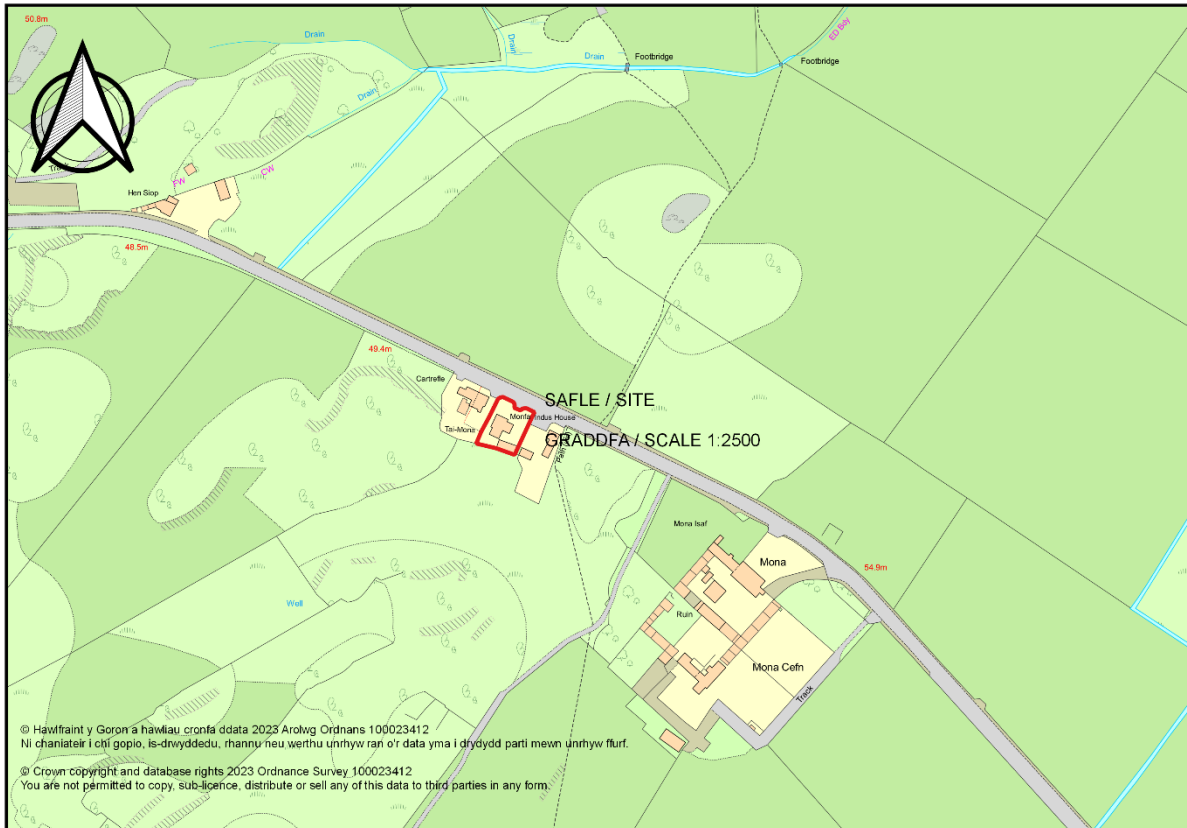 50.8m
Drain
Drain
Drain
Footbridge
ED Bdy
Footbridge
Drain
Track
FW
CW
Hen Siop
48.5m
49.4m
Cartrefle
SAFLE / SITE
Indus House
Tai-Mona
GRADDFA / SCALE 1:2500
Path
Mona Isaf
Mona
54.9m
Well
Ruin
Mona Cefn
Track
© Hawlfraint y Goron a hawliau cronfa ddata 2023 Arolwg Ordnans 100023412
Ni chaniateir i chi gopio, is-drwyddedu, rhannu neu werthu unrhyw ran o'r data yma i drydydd parti mewn unrhyw ffurf.
© Crown copyright and database rights 2023 Ordnance Survey 100023412
You are not permitted to copy, sub-licence, distribute or sell any of this data to third parties in any form.